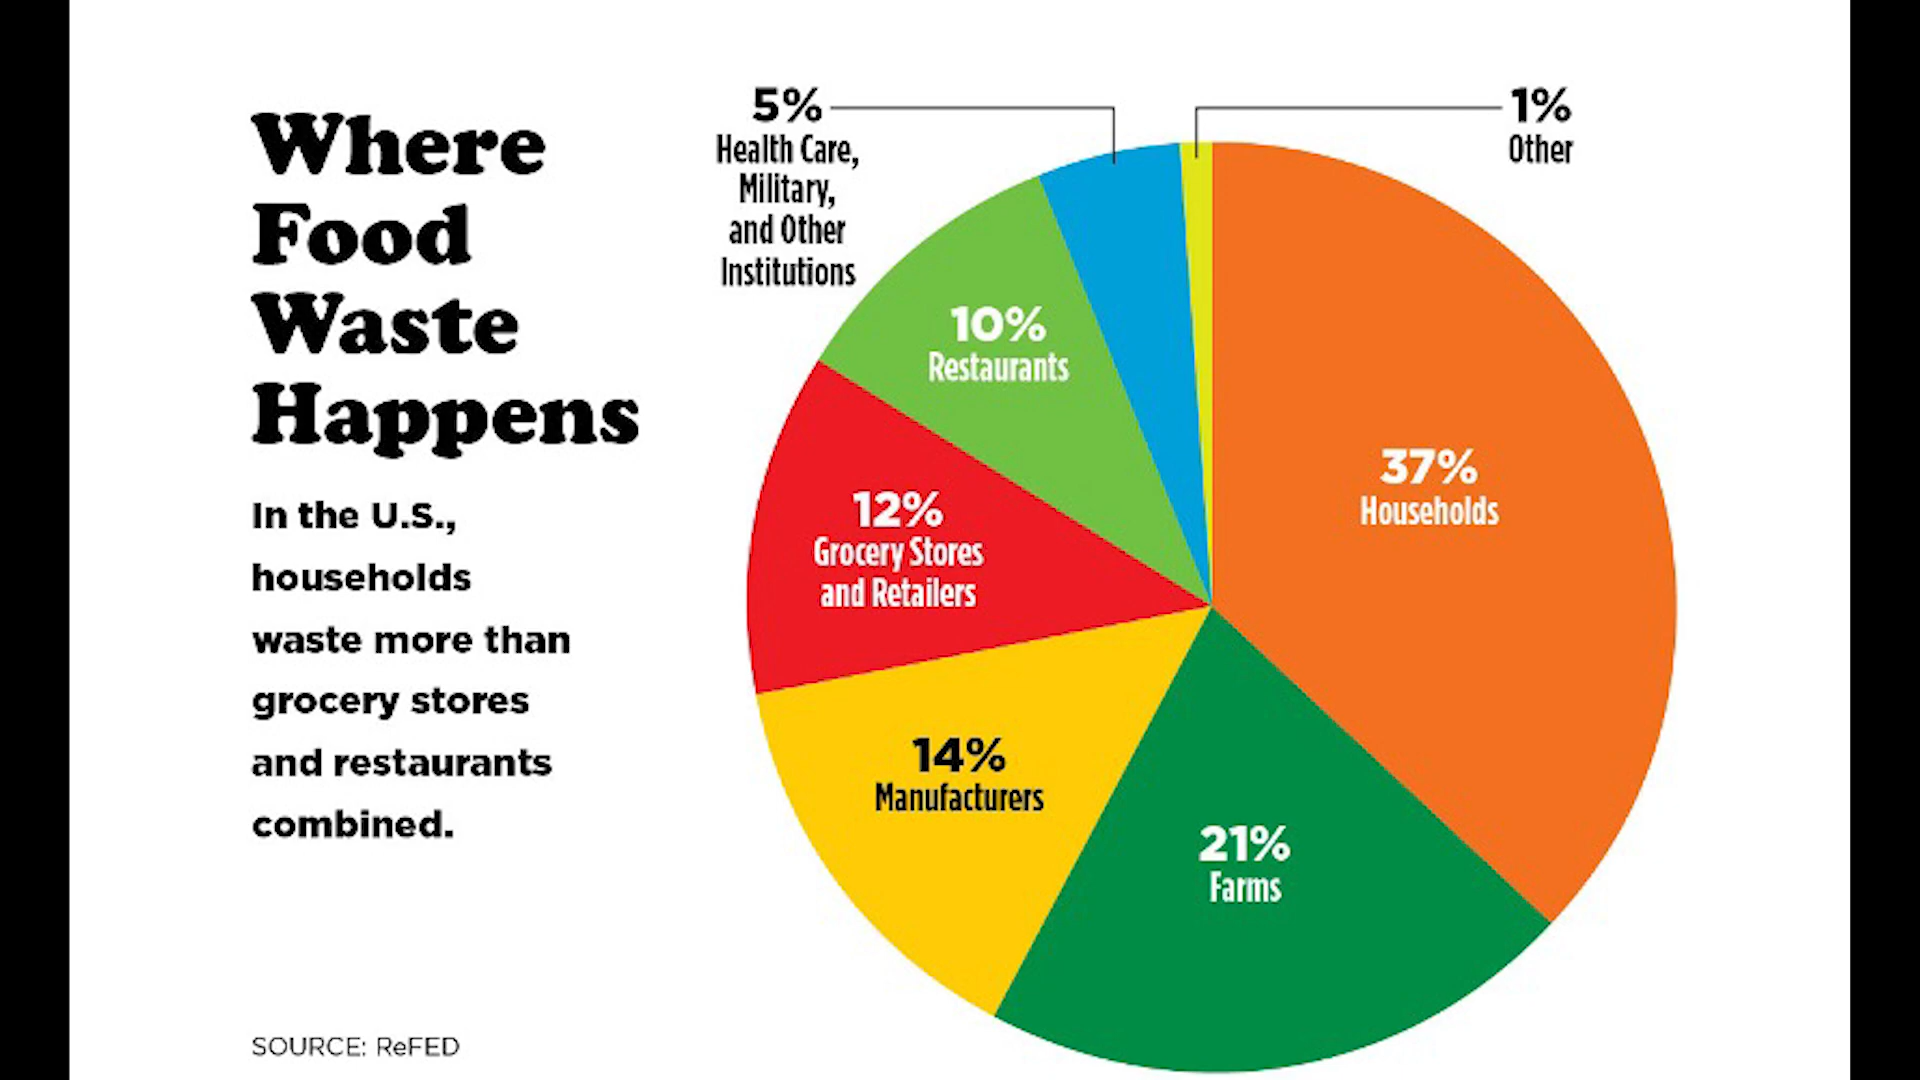 Where
Food
Waste
Happens
In the U.S.,
households
waste more than
grocery stores
and restaurants
combined.
SOURCE: ReFED
5%
Health Care,
Military,
and Other
Institutions
1%
Other
10%
Restaurants
37%
Households
12%
Grocery Stores
and Retailers
14%
Manufacturers
21%
Farms